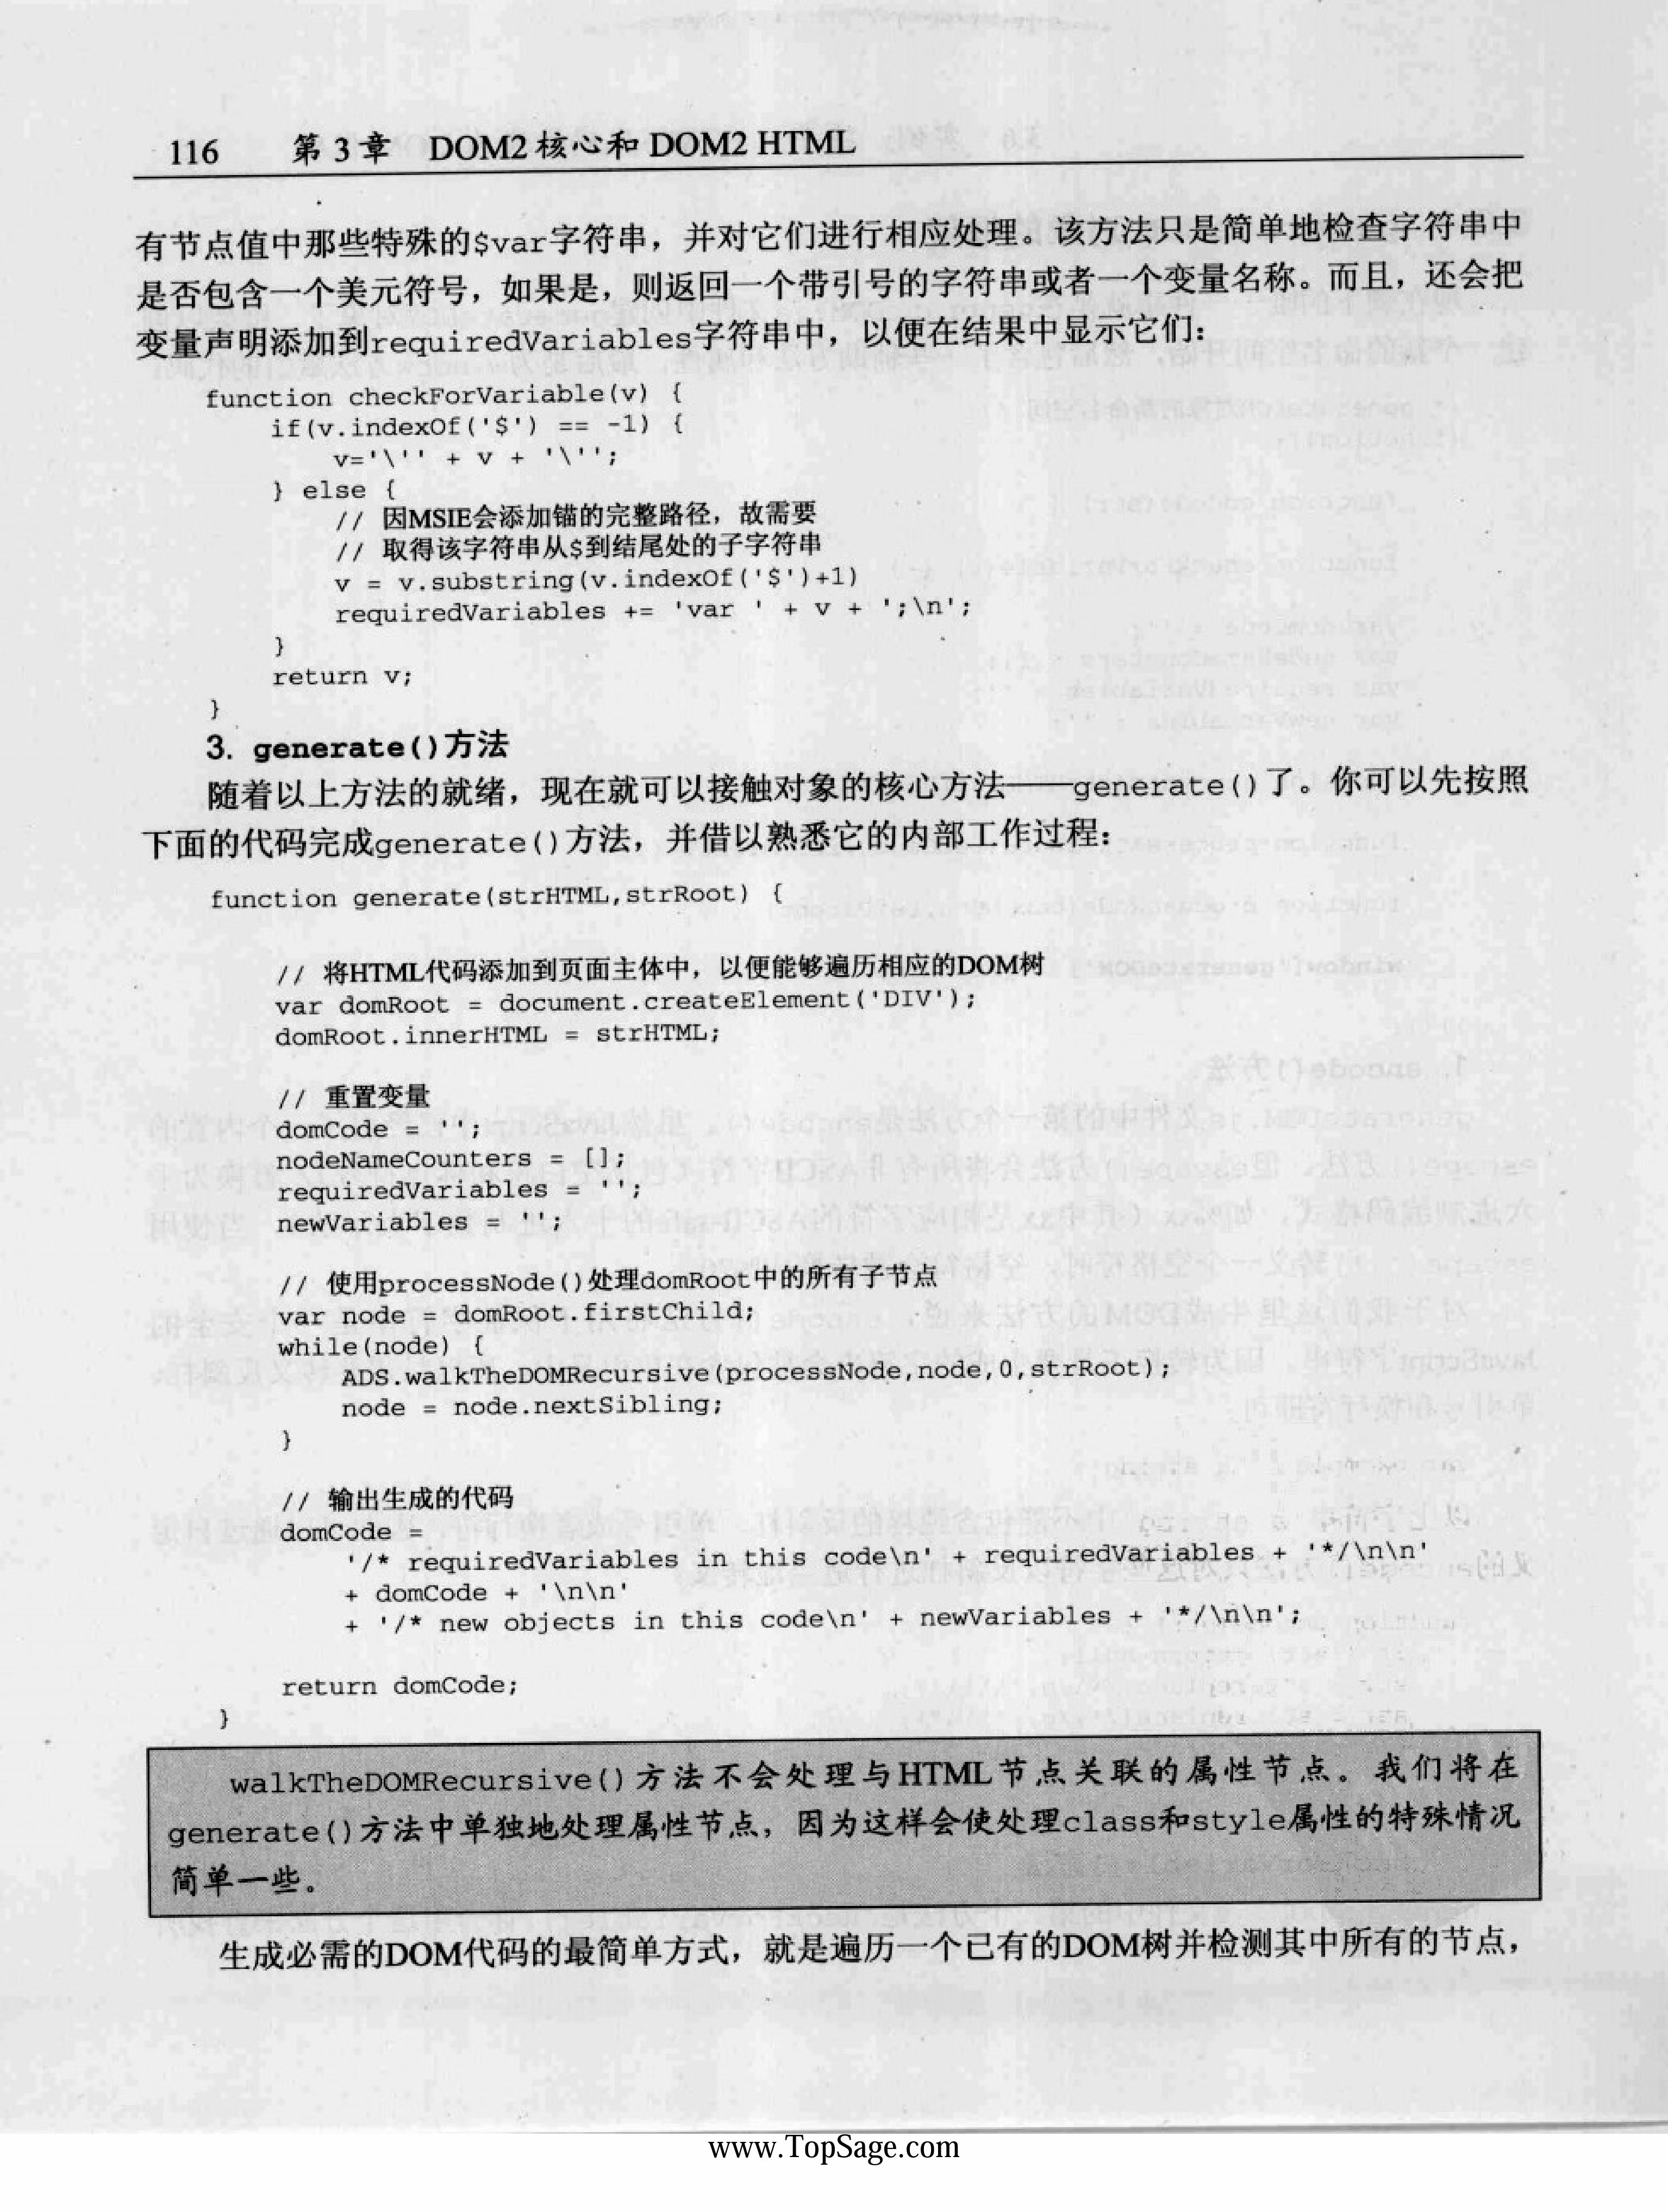 116 第 3 章 DOM2 核心和 DOM2 HTML
有节点值中那些特殊的$var字符串，并对它们进行相应处理。该方法只是简单地检查字符串中
是否包含一个美元符号，如果是，则返回一个带引号的字符串或者一个变量名称。而且，还会把
变量声明添加到requiredVariables字符串中，以便在结果中显示它们：
function checkForVariable(v) {
if(v.indexOf('$') == -1) {
v='\'' + v + '\'';
} else {
// 因MSIE会添加锚的完整路径，故需要
// 取得该字符串从$到结尾处的子字符串
v = v.substring(v.indexOf('$')+1)
requiredVariables += 'var ' + v + ';\n';
}
return v;
}
3. generate()方法
随着以上方法的就绪，现在就可以接触对象的核心方法——generate()了。你可以先按照
下面的代码完成generate()方法，并借以熟悉它的内部工作过程：
function generate(strHTML,strRoot) {
// 将HTML代码添加到页面主体中，以便能够遍历相应的DOM树
var domRoot = document.createElement('DIV');
domRoot.innerHTML = strHTML;
// 重置变量
domCode = '';
nodeNameCounters = [];
requiredVariables = '';
newVariables = '';
// 使用processNode()处理domRoot中的所有子节点
var node = domRoot.firstChild;
while(node) {
ADS.walkTheDOMRecursive(processNode,node,0,strRoot);
node = node.nextSibling;
}
// 输出生成的代码
domCode =
'/* requiredVariables in this code\n' + requiredVariables + '*/\n\n'
+ domCode + '\n\n'
+ '/* new objects in this code\n' + newVariables + '*/\n\n';
return domCode;
}
walkTheDOMRecursive()方法不会处理与HTML节点关联的属性节点。我们将在
generate()方法中单独地处理属性节点，因为这样会使处理class和style属性的特殊情况
简单一些。
生成必需的DOM代码的最简单方式，就是遍历一个已有的DOM树并检测其中所有的节点，
www.TopSage.com